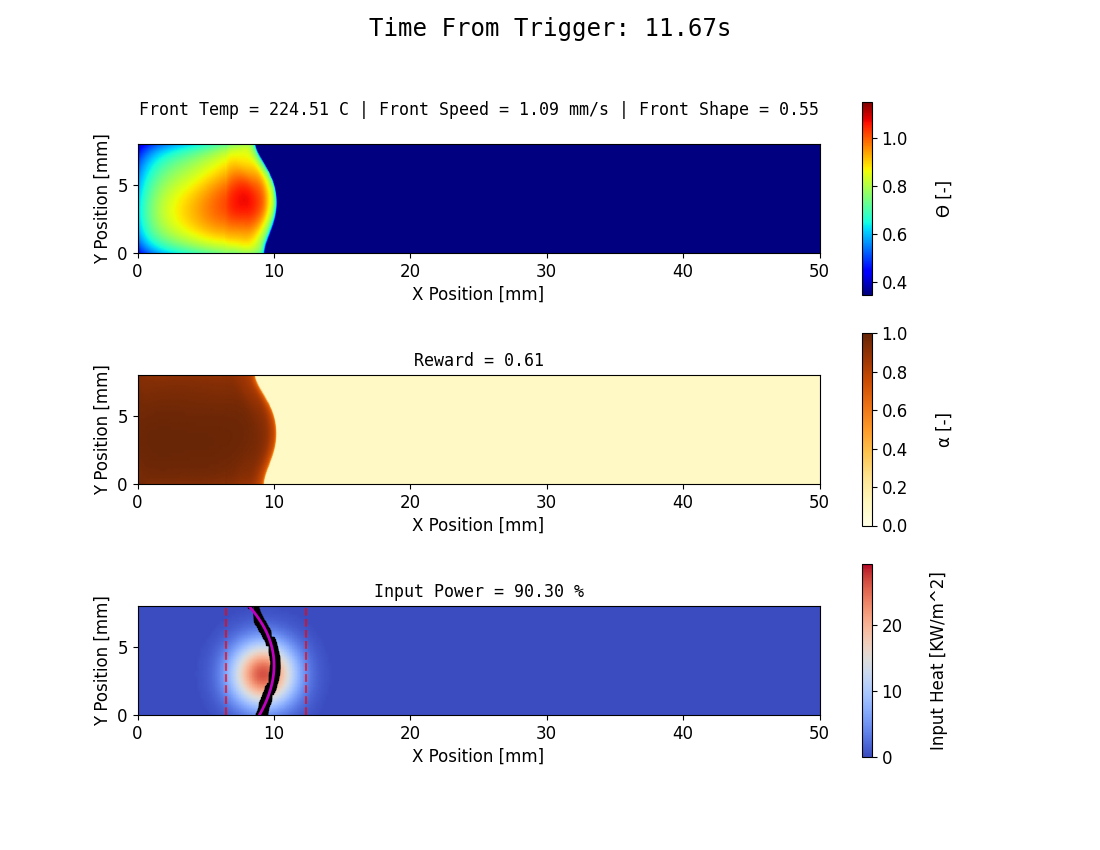 Time From Trigger: 11.67s
Front Temp = 224.51 C | Front Speed = 1.09 mm/s | Front Shape = 0.55
Y Position [mm]
5
0
0 10 20 30 40 50
X Position [mm]
1.0
0.8
0.6
0.4
Θ [-]
Reward = 0.61
Y Position [mm]
5
0
0 10 20 30 40 50
X Position [mm]
1.0
0.8
0.6
0.4
0.2
0.0
α [-]
Input Power = 90.30 %
Y Position [mm]
5
0
0 10 20 30 40 50
X Position [mm]
20
10
0
Input Heat [KW/m^2]